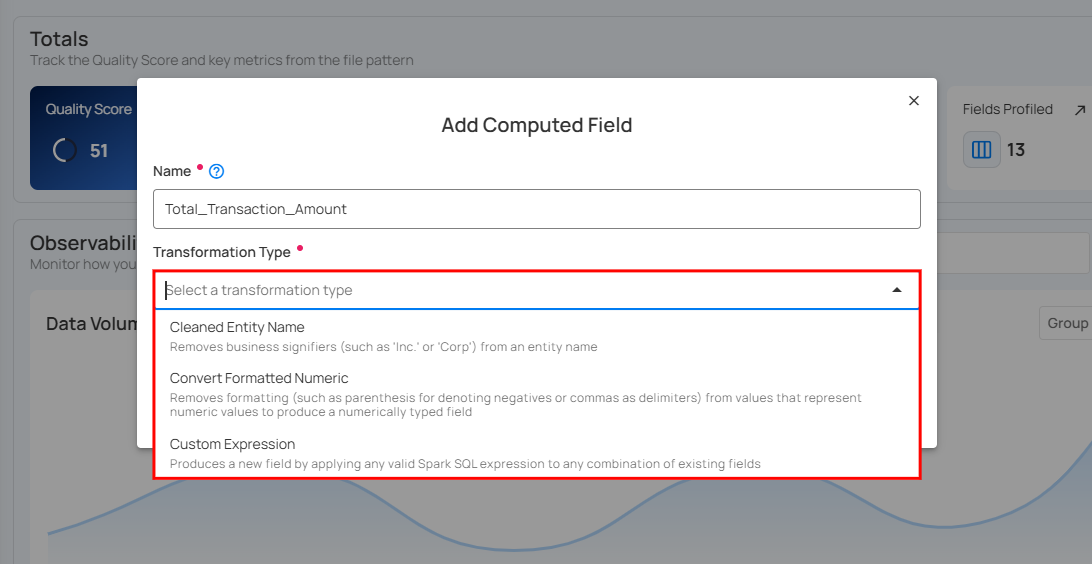 Totals
Track the Quality Score and key metrics from the file pattern
Quality Score
51
Fields Profiled
13
Add Computed Field
Name
Total_Transaction_Amount
Transformation Type
Select a transformation type
Cleaned Entity Name
Removes business signifiers (such as 'Inc.' or 'Corp') from an entity name
Convert Formatted Numeric
Removes formatting (such as parenthesis for denoting negatives or commas as delimiters) from values that represent
numeric values to produce a numerically typed field
Custom Expression
Produces a new field by applying any valid Spark SQL expression to any combination of existing fields
Observabili
Monitor how you
Data Volum
Group